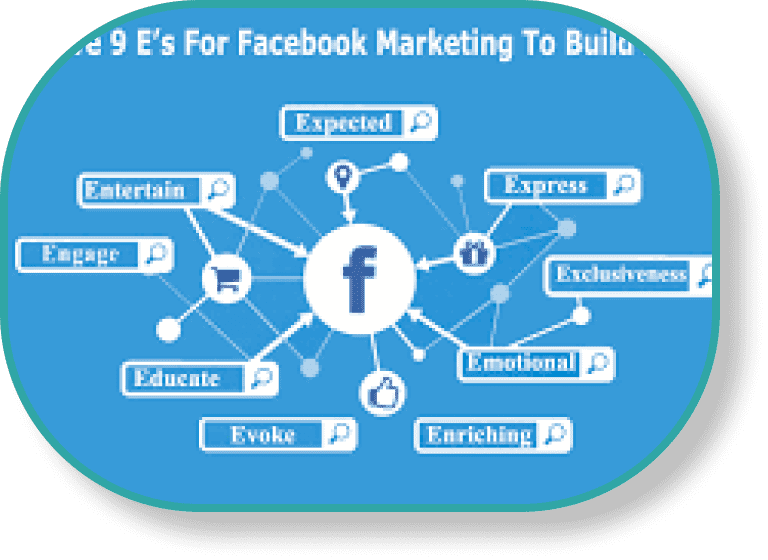 9 E's For Facebook Marketing To Build
Expected
Entertain
Express
Engage
Exclusiveness
f
Educate
Emotional
Evoke
Enriching